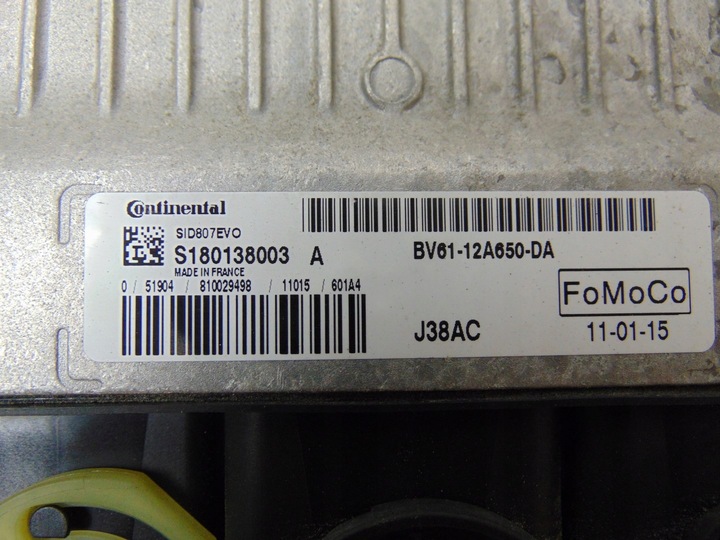 Continental
SID807EVO
S180138003 A
MADE IN FRANCE
0 / 51904 / 810029498 / 11015 / 601A4
BV61-12A650-DA
FoMoCo
J38AC
11-01-15